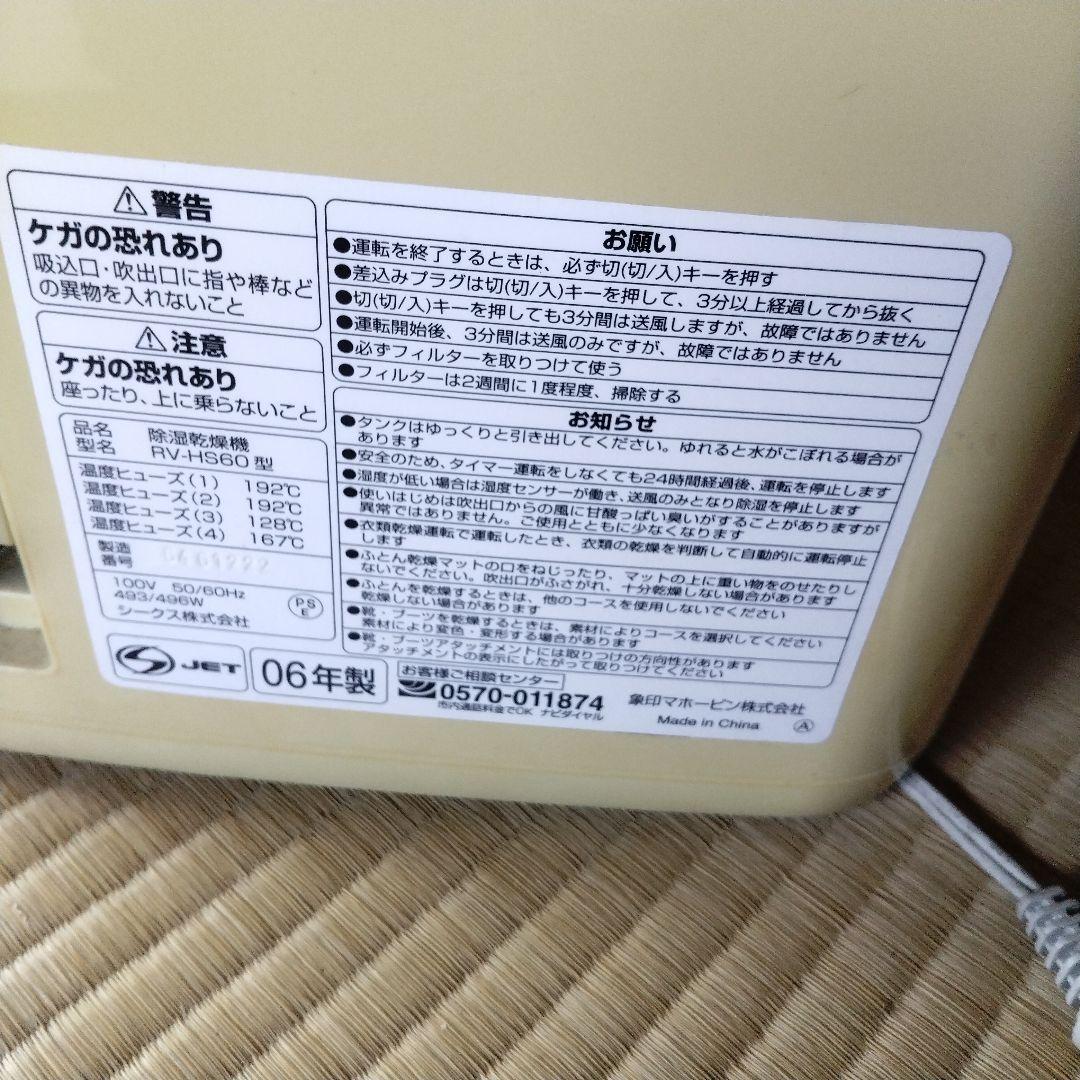 警告
ケガの恐れあり
吸込口・吹出口に指や棒など
の異物を入れないこと
注意
ケガの恐れあり
座ったり、上に乗らないこと
品名 除湿乾燥機
型名 RV-HS60型
温度ヒューズ(1) 192℃
温度ヒューズ(2) 192℃
温度ヒューズ(3) 128℃
温度ヒューズ(4) 167℃
製造
番号
100V 50/60Hz
493/496W
シークス株式会社
PS
E
JET
06年製
お願い
●運転を終了するときは、必ず切(切/入)キーを押す
●差込みプラグは切(切/入)キーを押して、3分以上経過してから抜く
●切(切/入)キーを押しても3分間は送風しますが、故障ではありません
●運転開始後、3分間は送風のみですが、故障ではありません
●必ずフィルターを取りつけて使う
●フィルターは2週間に1度程度、掃除する
お知らせ
●タンクはゆっくりと引き出してください。ゆれると水がこぼれる場合が
あります
●安全のため、タイマー運転をしなくても24時間経過後、運転を停止します
●湿度が低い場合は湿度センサーが働き、送風のみとなり除湿を停止します
●使いはじめは吹出口からの風に甘酸っぱい臭いがすることがありますが
異常ではありません。ご使用とともに少なくなります
●衣類乾燥運転で運転したとき、衣類の乾燥を判断して自動的に運転停止
します
●ふとん乾燥マットの口をねじったり、マットの上に重い物をのせたりし
ないでください。吹出口がふさがれ、十分乾燥しない場合があります
●ふとんを乾燥するときは、他のコースを使用しないでください
乾燥しない場合があります
●靴・ブーツを乾燥するときは、素材によりコースを選択してください
素材により変色・変形する場合があります
●靴・ブーツアタッチメントには取りつけの方向性があります
アタッチメントの表示にしたがって取りつけてください
お客様ご相談センター
0570-011874
市内通話料金でOK ナビダイヤル
象印マホービン株式会社
Made in China
A